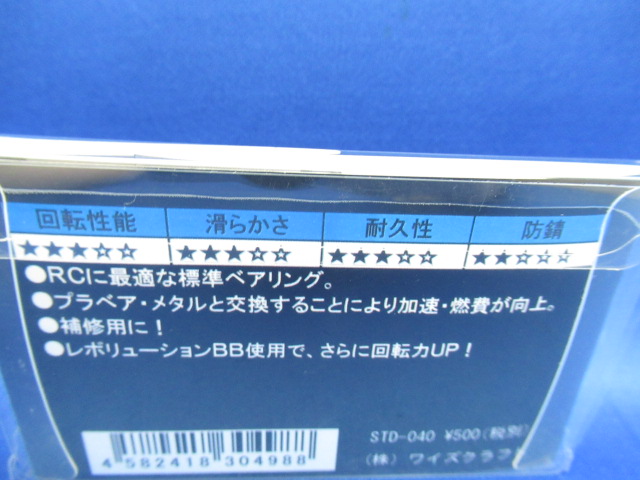 回転性能 滑らかさ 耐久性 防錆
★★★☆☆ ★★★☆☆ ★★★☆☆ ★★☆☆☆
●RCに最適な標準ベアリング。
●プラベア・メタルと交換することにより加速・燃費が向上。
●補修用に！
●レボリューションBB使用で、さらに回転力UP！
STD-040 ¥500(税別)
4 582418 304988
(株) ワイズクラフ